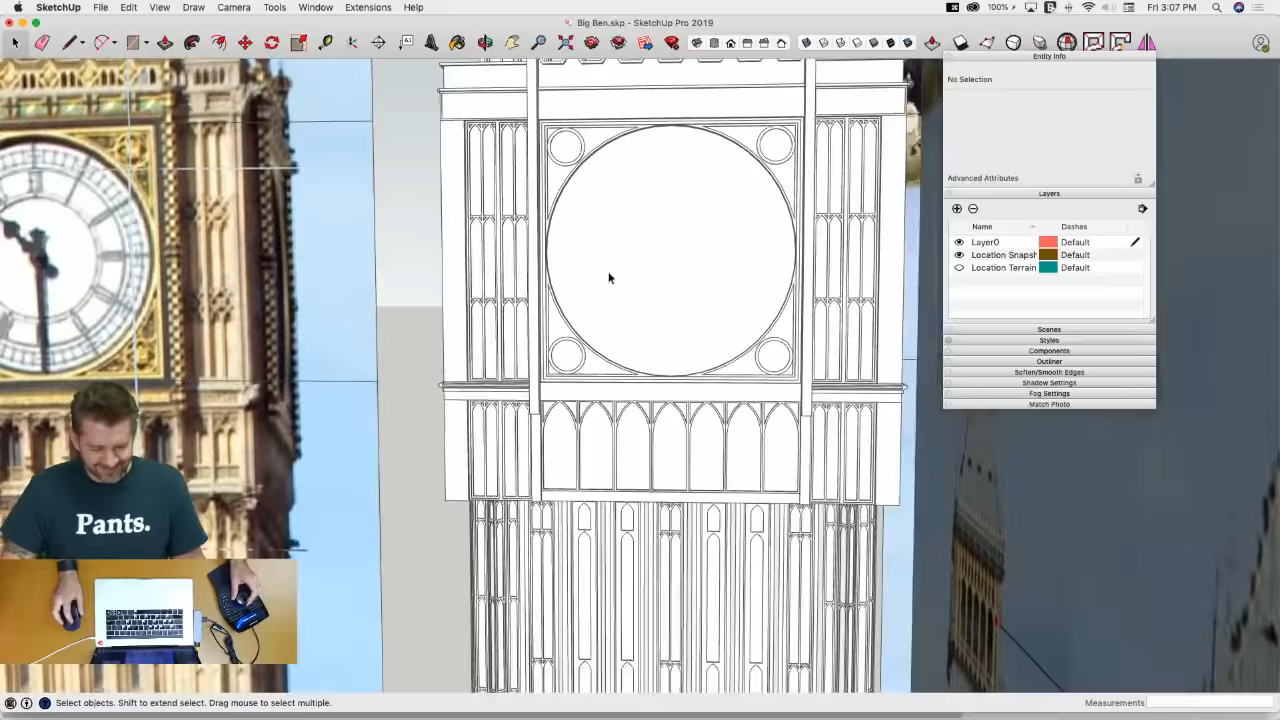 SketchUp File Edit View Draw Camera Tools Window Extensions Help
100% Fri 3:07 PM
Big Ben.skp - SketchUp Pro 2019
Entity Info
No Selection
Advanced Attributes
Layers
Name Dashes
Layer0 Default
Location Snapsh Default
Location Terrain Default
Scenes
Styles
Components
Outliner
Soften/Smooth Edges
Shadow Settings
Fog Settings
Match Photo
Pants.
Select objects. Shift to extend select. Drag mouse to select multiple.
Measurements